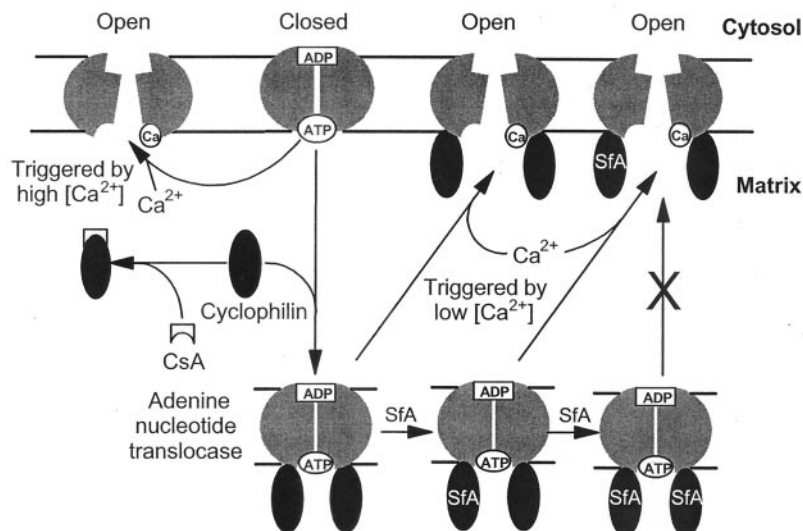 Open
Closed
Open
Open
Cytosol
ADP
ATP
Ca
Ca
Ca
SfA
Triggered by
high [Ca²⁺]
Ca²⁺
Matrix
Ca²⁺
Triggered by
low [Ca²⁺]
Cyclophilin
CsA
X
Adenine
nucleotide
translocase
ADP
SfA
ADP
SfA
ADP
ATP
ATP
ATP
SfA
SfA
SfA